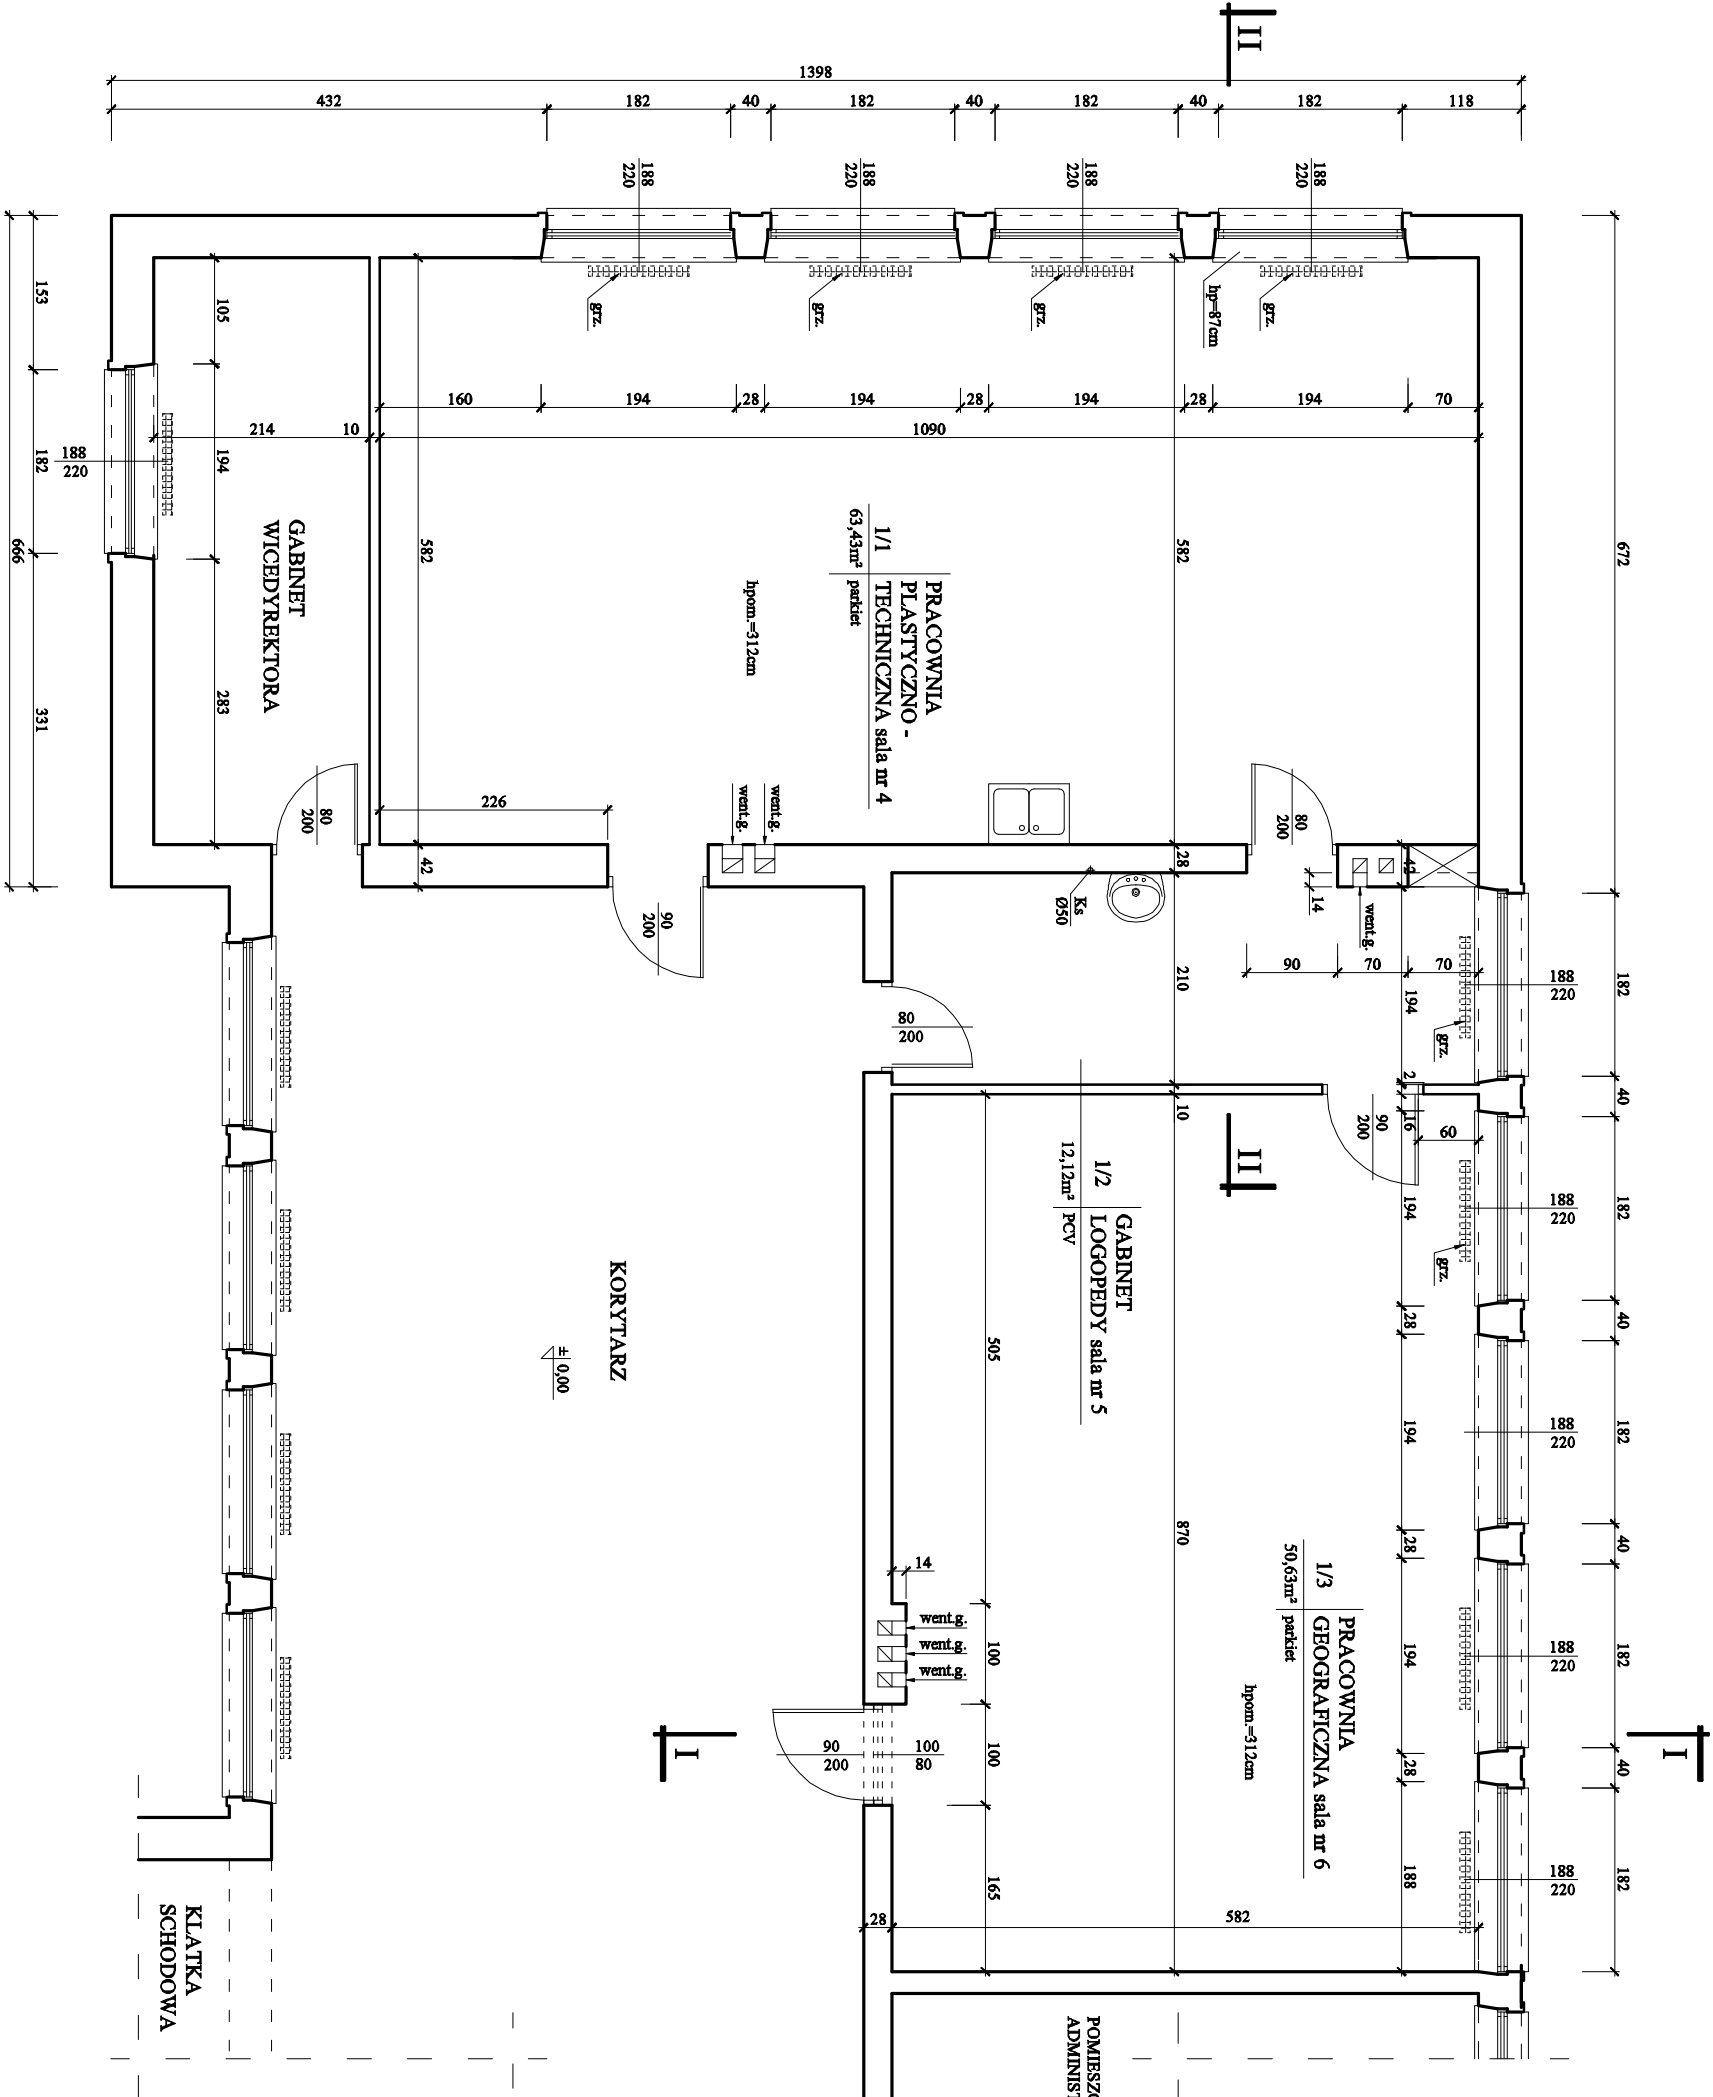 II
1398
432
182
40
182
40
182
40
182
118
188
220
188
220
188
220
188
220
672
grz.
grz.
grz.
hp=87cm
grz.
153
182
331
666
105
194
283
188
220
160
194
28
194
28
194
28
194
70
214
10
1090
582
582
GABINET
WICEDYREKTORA
PRACOWNIA
PLASTYCZNO -
1/1 TECHNICZNA sala nr 4
63,43m² parkiet
hpom.=312cm
226
42
28
42
14
80
200
80
200
90
200
80
200
90
200
went.g.
went.g.
went.g.
Ks
Ø50
90
70
70
210
194
2
16
10
60
188
220
182
grz.
40
188
220
182
grz.
40
188
220
182
40
188
220
182
40
188
220
182
194
28
194
28
194
28
188
II
GABINET
1/2 LOGOPEDY sala nr 5
12,12m² PCV
KORYTARZ
± 0,00
505
870
14
went.g.
went.g.
went.g.
100
100
165
PRACOWNIA
1/3 GEOGRAFICZNA sala nr 6
50,63m² parkiet
hpom.=312cm
I
I
90
200
100
80
28
582
KLATKA
SCHODOWA